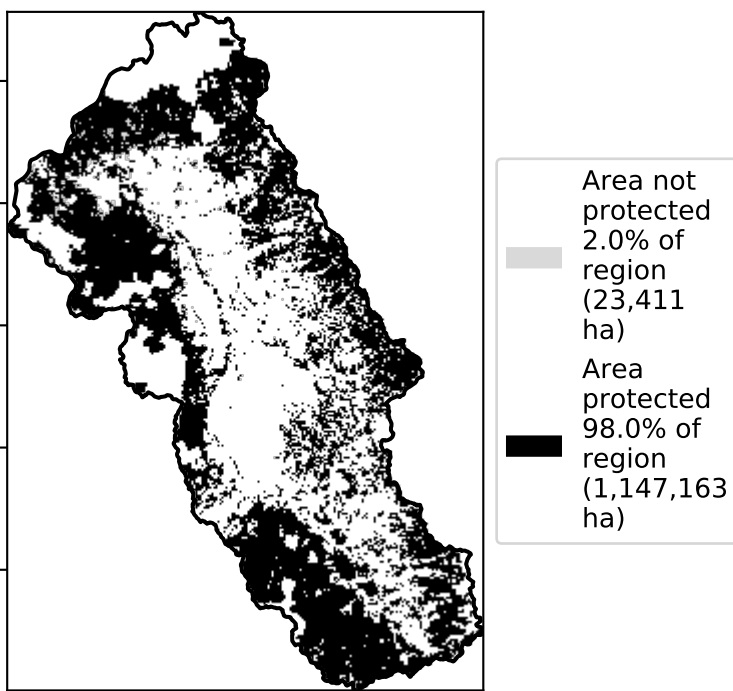 Area not
protected
2.0% of
region
(23,411
ha)
Area
protected
98.0% of
region
(1,147,163
ha)